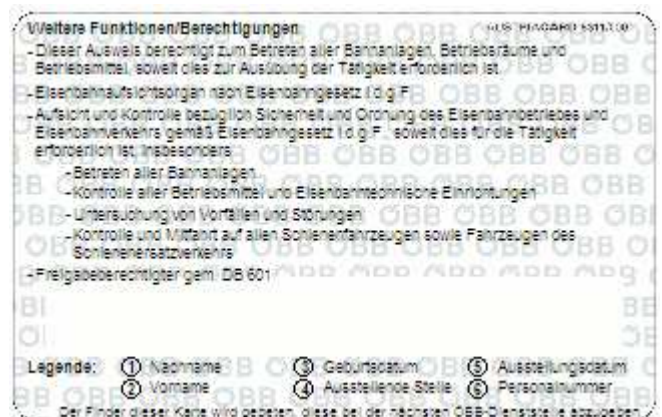 Weitere Funktionen/Berechtigungen
- Dieser Ausweis berechtigt zum Betreten aller Bahnanlagen, Betriebsräume und
Betriebsmittel, soweit dies zur Ausübung der Tätigkeit erforderlich ist.
- Eisenbahnaufsichtsorgan nach Eisenbahngesetz i.d.g.F.
- Aufsicht und Kontrolle bezüglich Sicherheit und Ordnung des Eisenbahnbetriebes und
Eisenbahnverkehrs gemäß Eisenbahngesetz i.d.g.F., soweit dies für die Tätigkeit
erforderlich ist, insbesonders
- Betreten aller Bahnanlagen
- Kontrolle aller Betriebsmittel und Eisenbahntechnische Einrichtungen
- Untersuchung von Vorfällen und Störungen
- Kontrolle und Mitfahrt auf allen Schienenfahrzeugen sowie Fahrzeugen des
Schienenersatzverkehrs
- Freigabeberechtigter gem. DB 601
Legende: ① Nachname ③ Geburtsdatum ⑤ Ausstellungsdatum
② Vorname ④ Ausstellende Stelle ⑥ Personalnummer
Der Finder dieser Karte wird gebeten, diese bei der nächsten ÖBB-Dienststelle abzugeben.